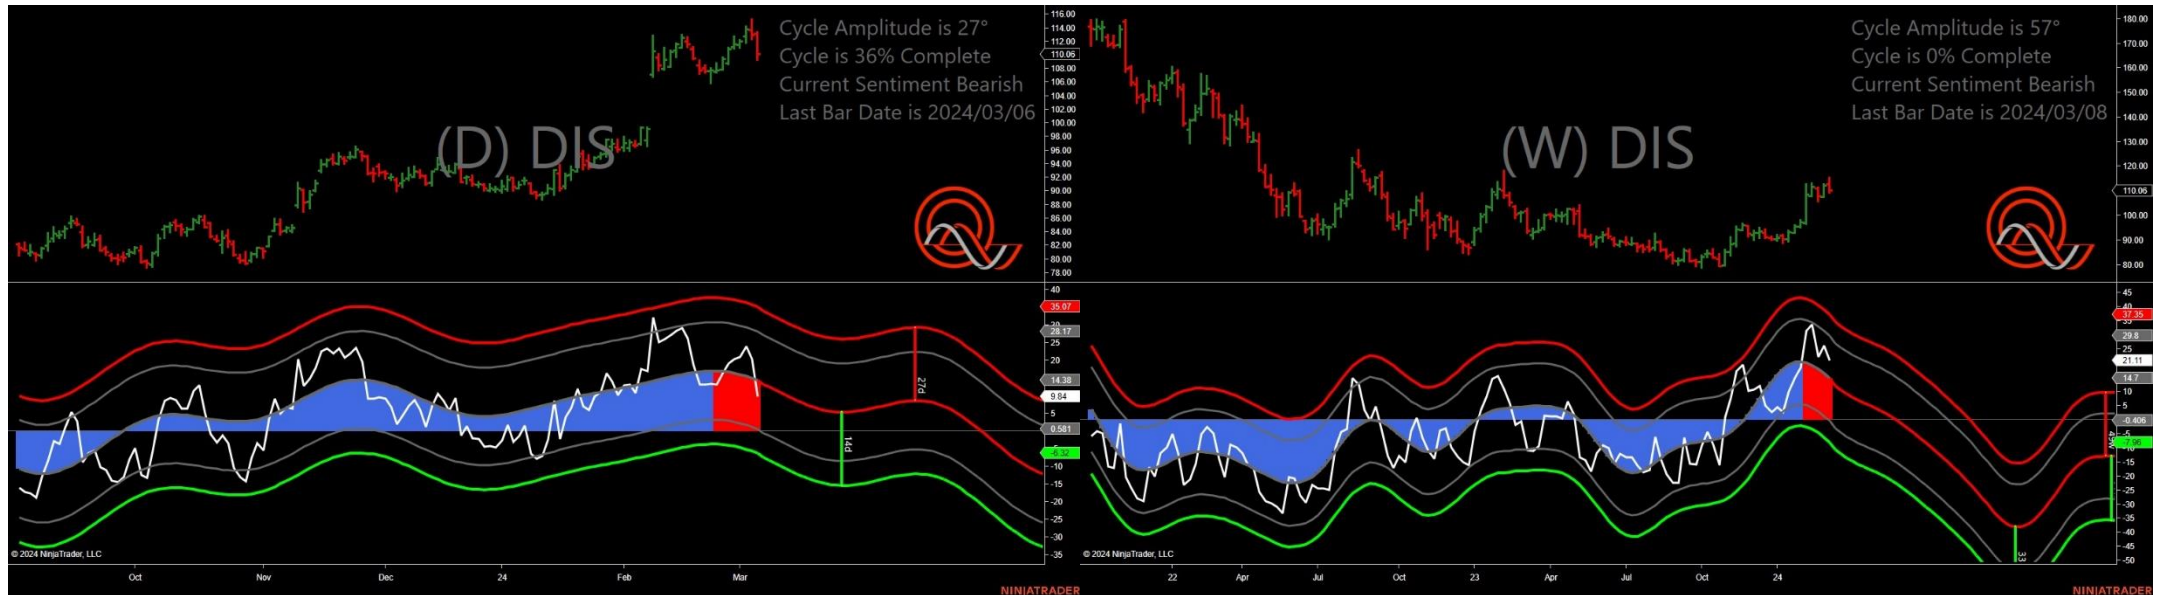 Cycle Amplitude is 27°
Cycle is 36% Complete
Current Sentiment Bearish
Last Bar Date is 2024/03/06
(D) DIS
116.00
114.00
112.00
110.06
108.00
106.00
104.00
102.00
100.00
98.00
96.00
94.00
92.00
90.00
88.00
86.00
84.00
82.00
80.00
78.00
40
35.07
28.17
25
20
14.38
9.84
5
0.581
-6.32
-10
-15
-20
-25
-30
-35
27d
14d
© 2024 NinjaTrader, LLC
Oct
Nov
Dec
24
Feb
Mar
NINJATRADER
Cycle Amplitude is 57°
Cycle is 0% Complete
Current Sentiment Bearish
Last Bar Date is 2024/03/08
(W) DIS
180.00
170.00
160.00
150.00
140.00
130.00
120.00
110.06
100.00
90.00
80.00
45
40
37.35
35
29.8
25
21.11
14.7
10
5
-0.406
-5
-7.96
-15
-20
-25
-30
-35
-40
-45
-50
© 2024 NinjaTrader, LLC
22
Apr
Jul
Oct
23
Apr
Jul
Oct
24
NINJATRADER